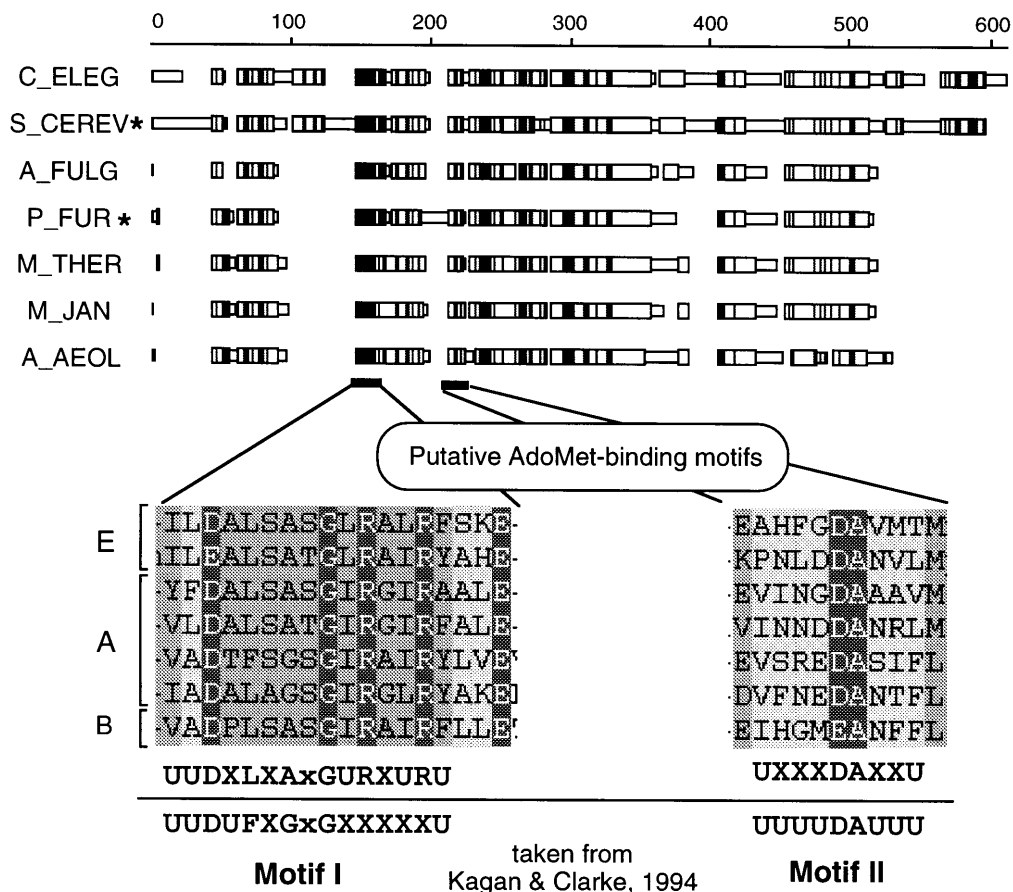 0 100 200 300 400 500 600
C_ELEG
S_CEREV*
A_FULG
P_FUR *
M_THER
M_JAN
A_AEOL
Putative AdoMet-binding motifs
E
A
B
ILDALSASGLRALRFSKE
ILEALSATGLRAIRYAHE
YFDALSASGIRGIRAALE
VLDALSATGIRGIRFALE
VADTFSGSGIRAIRYLVE
IADALAGSGIRGLRYAKE
VADPLSASGIRAIRFLLE
EAHFGDAVMTM
KPNLDDANVLM
EVINGDAAAVM
VINNDDANRLM
EVSREDASIFL
DVFNEDANTFL
EIHGMEANFFL
UUDXLXAxGURXURU
UXXXDAXXU
UUDUFXGxGXXXXXU
UUUUDAUUU
Motif I
taken from
Kagan & Clarke, 1994
Motif II